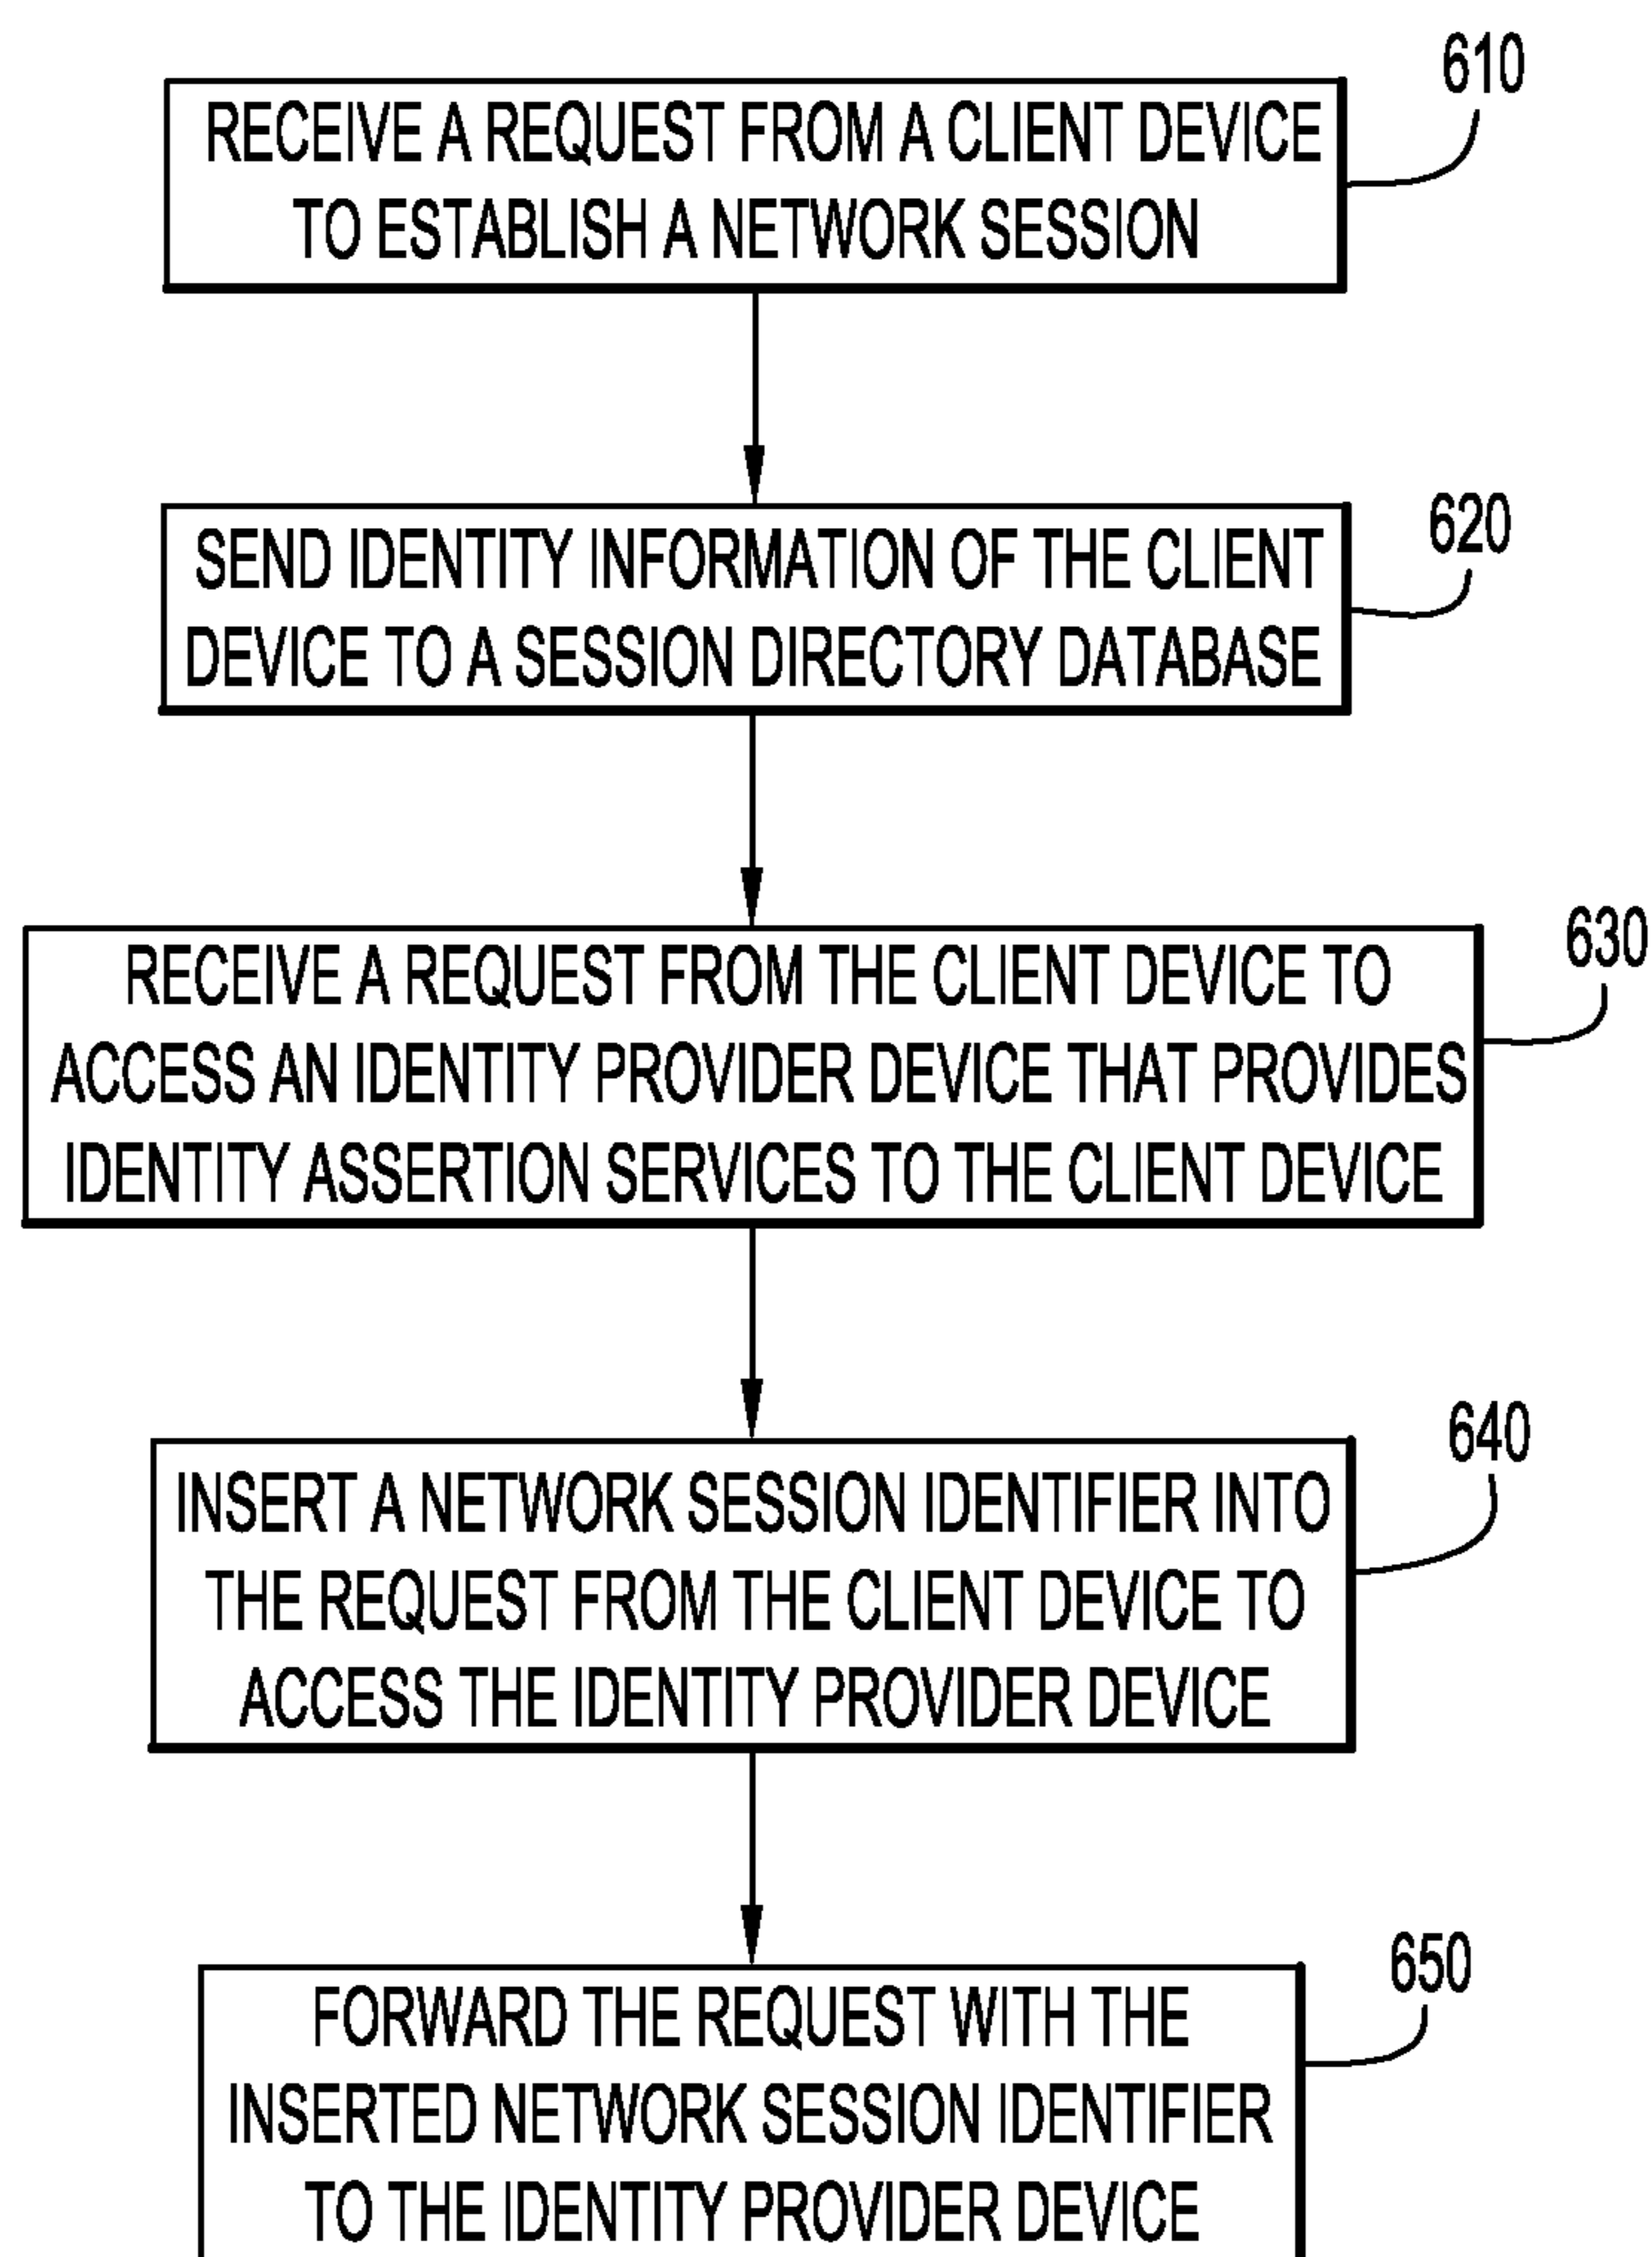 610
RECEIVE A REQUEST FROM A CLIENT DEVICE
TO ESTABLISH A NETWORK SESSION
620
SEND IDENTITY INFORMATION OF THE CLIENT
DEVICE TO A SESSION DIRECTORY DATABASE
630
RECEIVE A REQUEST FROM THE CLIENT DEVICE TO
ACCESS AN IDENTITY PROVIDER DEVICE THAT PROVIDES
IDENTITY ASSERTION SERVICES TO THE CLIENT DEVICE
640
INSERT A NETWORK SESSION IDENTIFIER INTO
THE REQUEST FROM THE CLIENT DEVICE TO
ACCESS THE IDENTITY PROVIDER DEVICE
650
FORWARD THE REQUEST WITH THE
INSERTED NETWORK SESSION IDENTIFIER
TO THE IDENTITY PROVIDER DEVICE